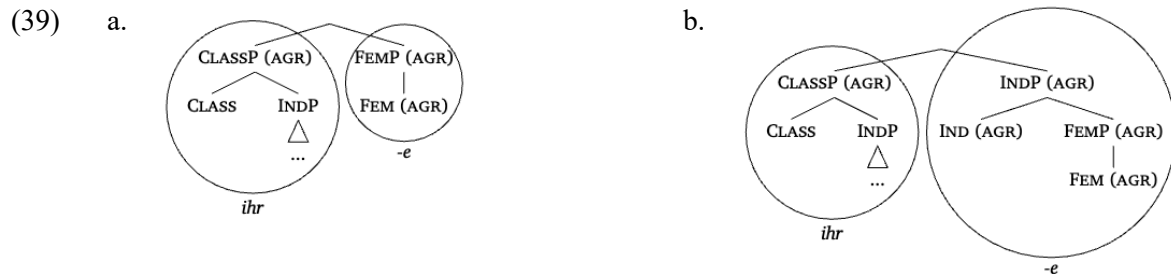 (39) a. b.
CLASSP (AGR) FEMP (AGR)
CLASS INDP FEM (AGR)
...
-e
ihr
CLASSP (AGR) INDP (AGR)
CLASS INDP IND (AGR) FEMP (AGR)
... FEM (AGR)
ihr
-e